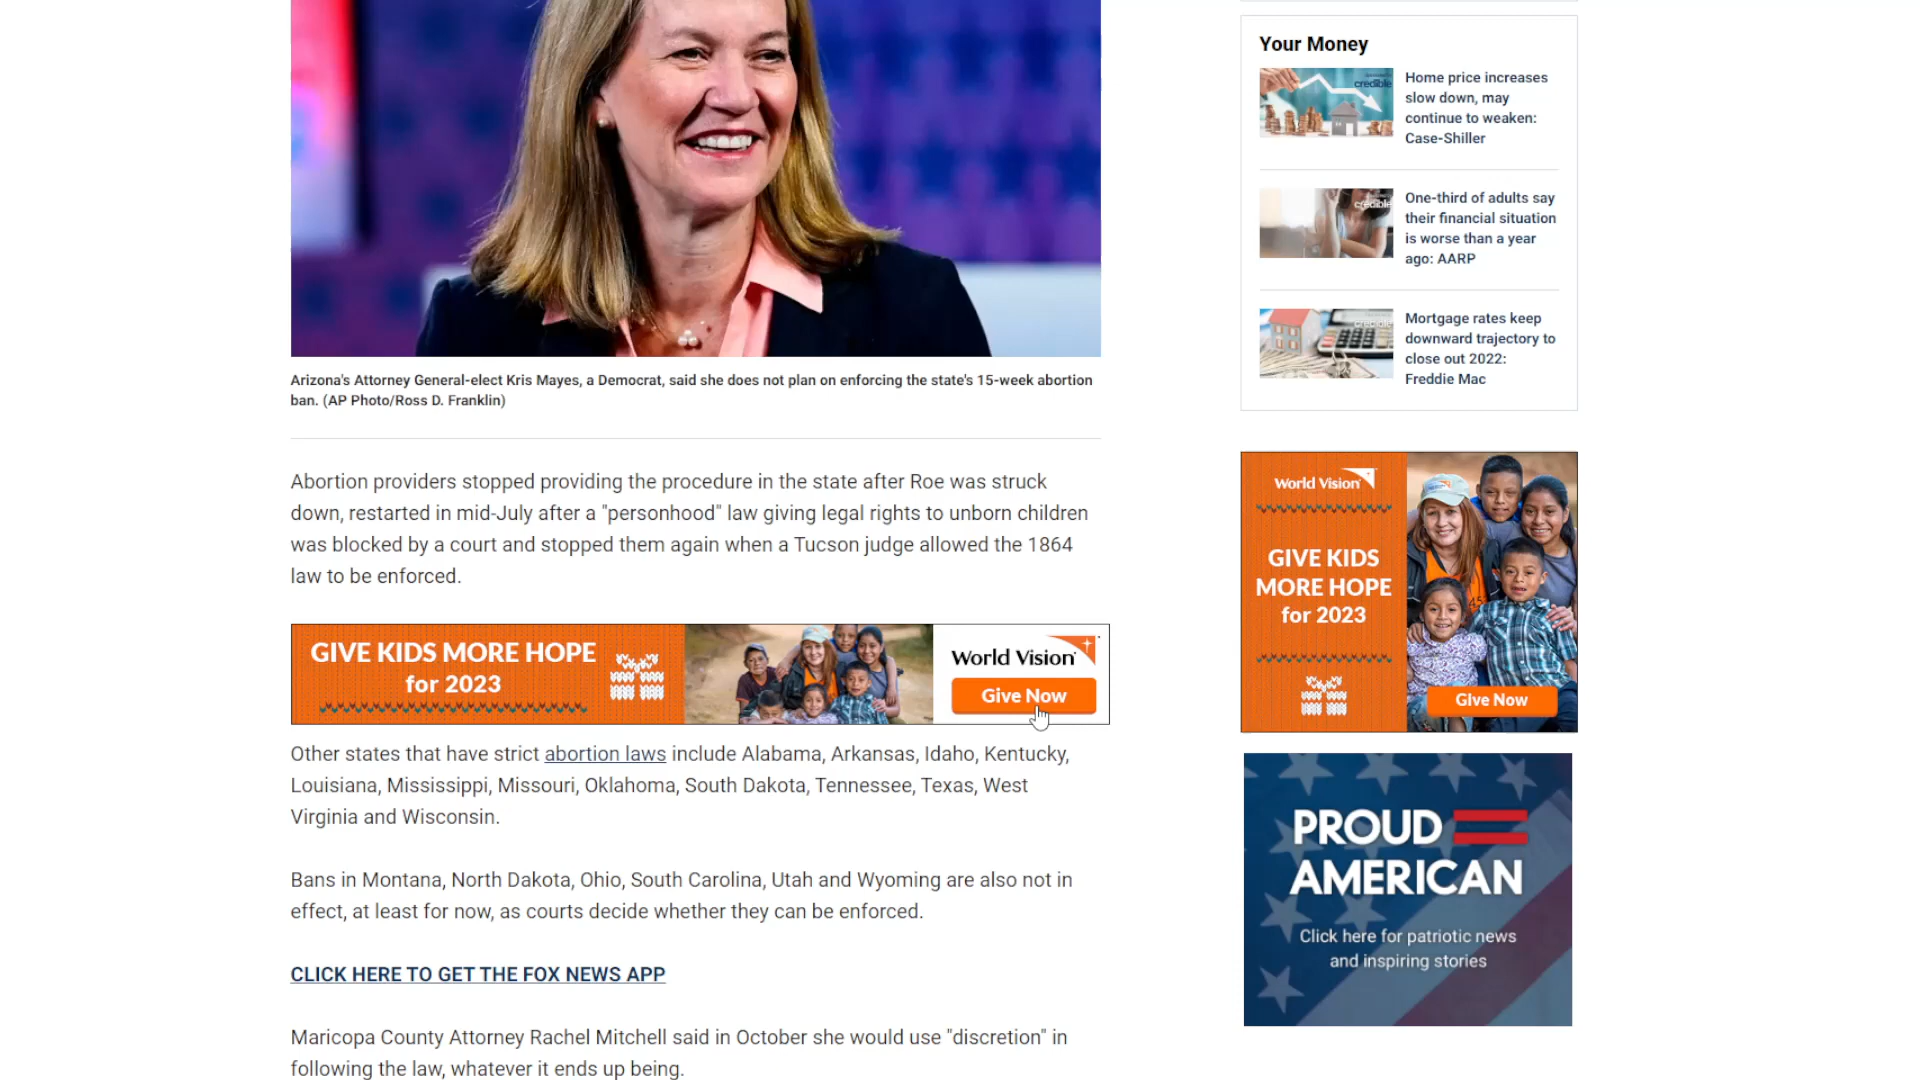 Arizona's Attorney General-elect Kris Mayes, a Democrat, said she does not plan on enforcing the state's 15-week abortion
ban. (AP Photo/Ross D. Franklin)
Abortion providers stopped providing the procedure in the state after Roe was struck
down, restarted in mid-July after a "personhood" law giving legal rights to unborn children
was blocked by a court and stopped them again when a Tucson judge allowed the 1864
law to be enforced.
GIVE KIDS MORE HOPE
for 2023
World Vision
Give Now
Other states that have strict abortion laws include Alabama, Arkansas, Idaho, Kentucky,
Louisiana, Mississippi, Missouri, Oklahoma, South Dakota, Tennessee, Texas, West
Virginia and Wisconsin.
Bans in Montana, North Dakota, Ohio, South Carolina, Utah and Wyoming are also not in
effect, at least for now, as courts decide whether they can be enforced.
CLICK HERE TO GET THE FOX NEWS APP
Maricopa County Attorney Rachel Mitchell said in October she would use "discretion" in
following the law, whatever it ends up being.
Your Money
credible
Home price increases
slow down, may
continue to weaken:
Case-Shiller
credible
One-third of adults say
their financial situation
is worse than a year
ago: AARP
credible
Mortgage rates keep
downward trajectory to
close out 2022:
Freddie Mac
World Vision
GIVE KIDS
MORE HOPE
for 2023
Give Now
PROUD
AMERICAN
Click here for patriotic news
and inspiring stories